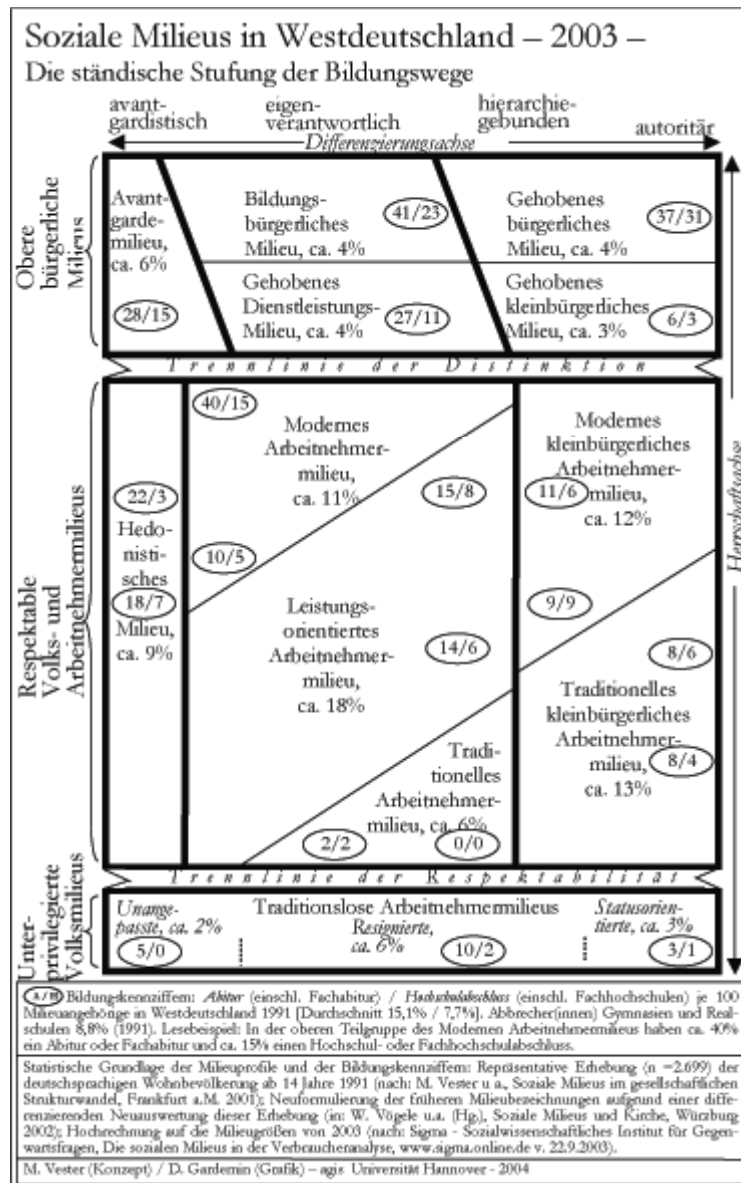 Soziale Milieus in Westdeutschland – 2003 –
Die ständische Stufung der Bildungswege
avant-
gardistisch
eigen-
verantwortlich
hierarchie-
gebunden
autoritär
Differenzierungsachse
Obere
bürgerliche
Milieus
Avant-
garde-
milieu,
ca. 6%
28/15
Bildungs-
bürgerliches
Milieu, ca. 4%
41/23
Gehobenes
bürgerliches
Milieu, ca. 4%
37/31
Gehobenes
Dienstleistungs-
Milieu, ca. 4%
27/11
Gehobenes
kleinbürgerliches
Milieu, ca. 3%
6/3
Trennlinie der Distinktion
Herrschaftsachse
Respektable
Volks- und
Arbeitnehmermilieus
22/3
Hedo-
nisti-
sches
18/7
Milieu,
ca. 9%
40/15
Modernes
Arbeitnehmer-
milieu,
ca. 11%
15/8
10/5
Leistungs-
orientiertes
Arbeitnehmer-
milieu,
ca. 18%
14/6
Tradi-
tionelles
Arbeitnehmer-
milieu, ca. 6%
2/2
0/0
Modernes
kleinbürgerliches
Arbeitnehmer-
11/6
milieu,
ca. 12%
9/9
8/6
Traditionelles
kleinbürgerliches
Arbeitnehmer-
8/4
milieu,
ca. 13%
Trennlinie der Respektabilität
Unter-
privilegierte
Volksmilieus
Unange-
passte, ca. 2%
5/0
Traditionslose Arbeitnehmermilieus
Resignierte,
ca. 6%
10/2
Statusorien-
tierte, ca. 3%
3/1
A/H Bildungskennziffern: Abitur (einschl. Fachabitur) / Hochschulabschluss (einschl. Fachhochschulen) je 100
Milieuangehörige in Westdeutschland 1991 [Durchschnitt 15,1% / 7,7%]. Abbrecher(innen) Gymnasien und Real-
schulen 8,8% (1991). Lesebeispiel: In der oberen Teilgruppe des Modernen Arbeitnehmermilieus haben ca. 40%
ein Abitur oder Fachabitur und ca. 15% einen Hochschul- oder Fachhochschulabschluss.
Statistische Grundlage der Milieuprofile und der Bildungskennziffern: Repräsentative Erhebung (n =2.699) der
deutschsprachigen Wohnbevölkerung ab 14 Jahre 1991 (nach: M. Vester u a., Soziale Milieus im gesellschaftlichen
Strukturwandel, Frankfurt a.M. 2001); Neuformulierung der früheren Milieubezeichnungen aufgrund einer diffe-
renzierenden Neuauswertung dieser Erhebung (in: W. Vögele u.a. (Hg.), Soziale Milieus und Kirche, Würzburg
2002); Hochrechnung auf die Milieugrößen von 2003 (nach: Sigma - Sozialwissenschaftliches Institut für Gegen-
wartsfragen, Die sozialen Milieus in der Verbraucheranalyse, www.sigma.online.de v. 22.9.2003).
M. Vester (Konzept) / D. Gardemin (Grafik) – agis Universität Hannover - 2004